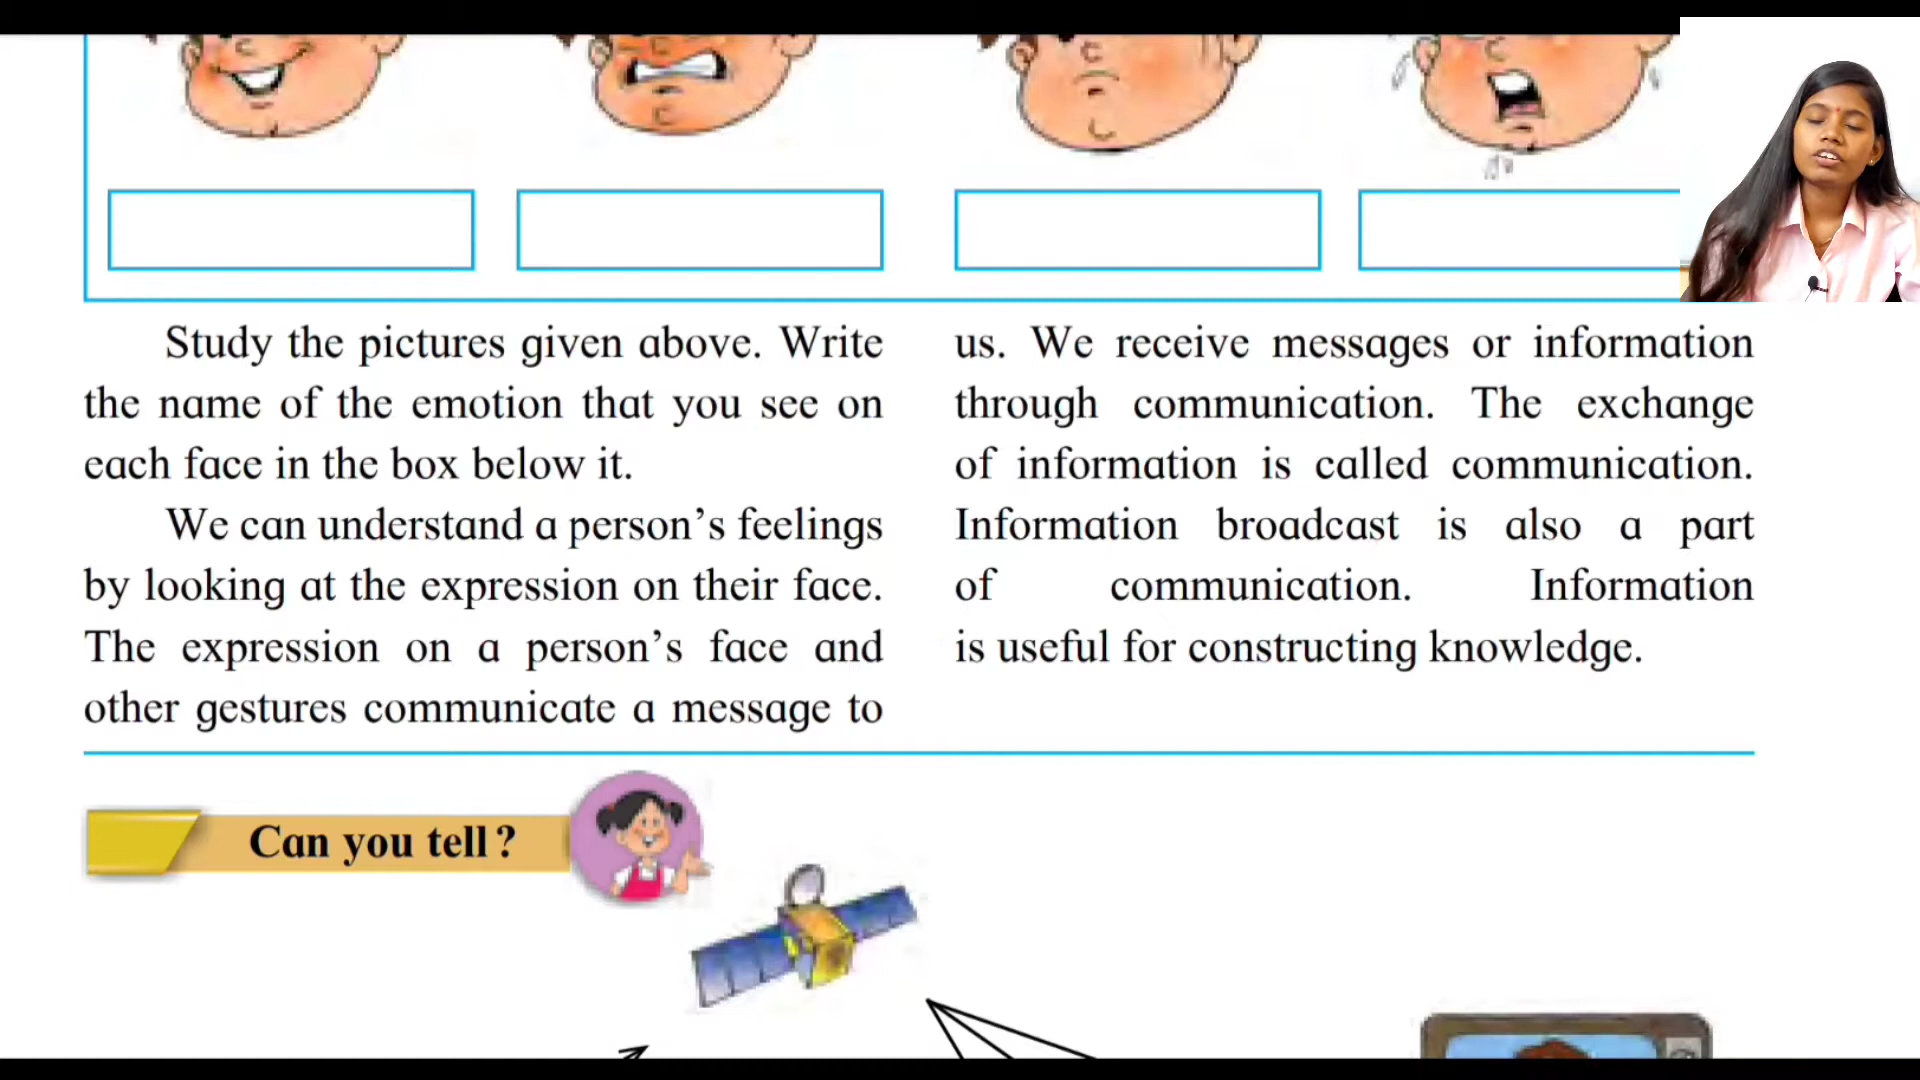 Study the pictures given above. Write
the name of the emotion that you see on
each face in the box below it.
We can understand a person’s feelings
by looking at the expression on their face.
The expression on a person’s face and
other gestures communicate a message to
us. We receive messages or information
through communication. The exchange
of information is called communication.
Information broadcast is also a part
of communication. Information
is useful for constructing knowledge.
Can you tell?